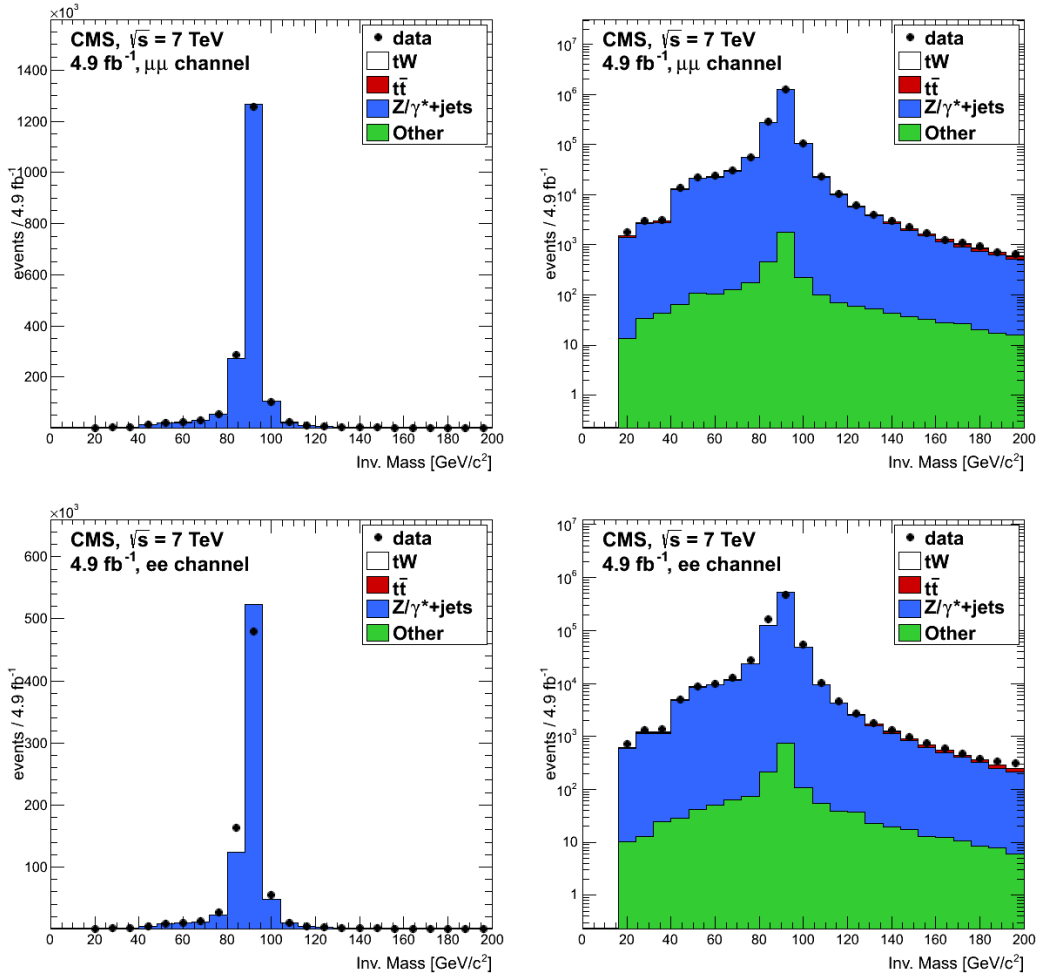 ×10³
CMS, √s = 7 TeV
4.9 fb⁻¹, μμ channel
data
tW
tt̄
Z/γ*+jets
Other
events / 4.9 fb⁻¹
1400
1200
1000
800
600
400
200
0 20 40 60 80 100 120 140 160 180 200
Inv. Mass [GeV/c²]
CMS, √s = 7 TeV
4.9 fb⁻¹, μμ channel
data
tW
tt̄
Z/γ*+jets
Other
events / 4.9 fb⁻¹
10⁷
10⁶
10⁵
10⁴
10³
10²
10
1
0 20 40 60 80 100 120 140 160 180 200
Inv. Mass [GeV/c²]
×10³
CMS, √s = 7 TeV
4.9 fb⁻¹, ee channel
data
tW
tt̄
Z/γ*+jets
Other
events / 4.9 fb⁻¹
600
500
400
300
200
100
0 20 40 60 80 100 120 140 160 180 200
Inv. Mass [GeV/c²]
CMS, √s = 7 TeV
4.9 fb⁻¹, ee channel
data
tW
tt̄
Z/γ*+jets
Other
events / 4.9 fb⁻¹
10⁷
10⁶
10⁵
10⁴
10³
10²
10
1
0 20 40 60 80 100 120 140 160 180 200
Inv. Mass [GeV/c²]